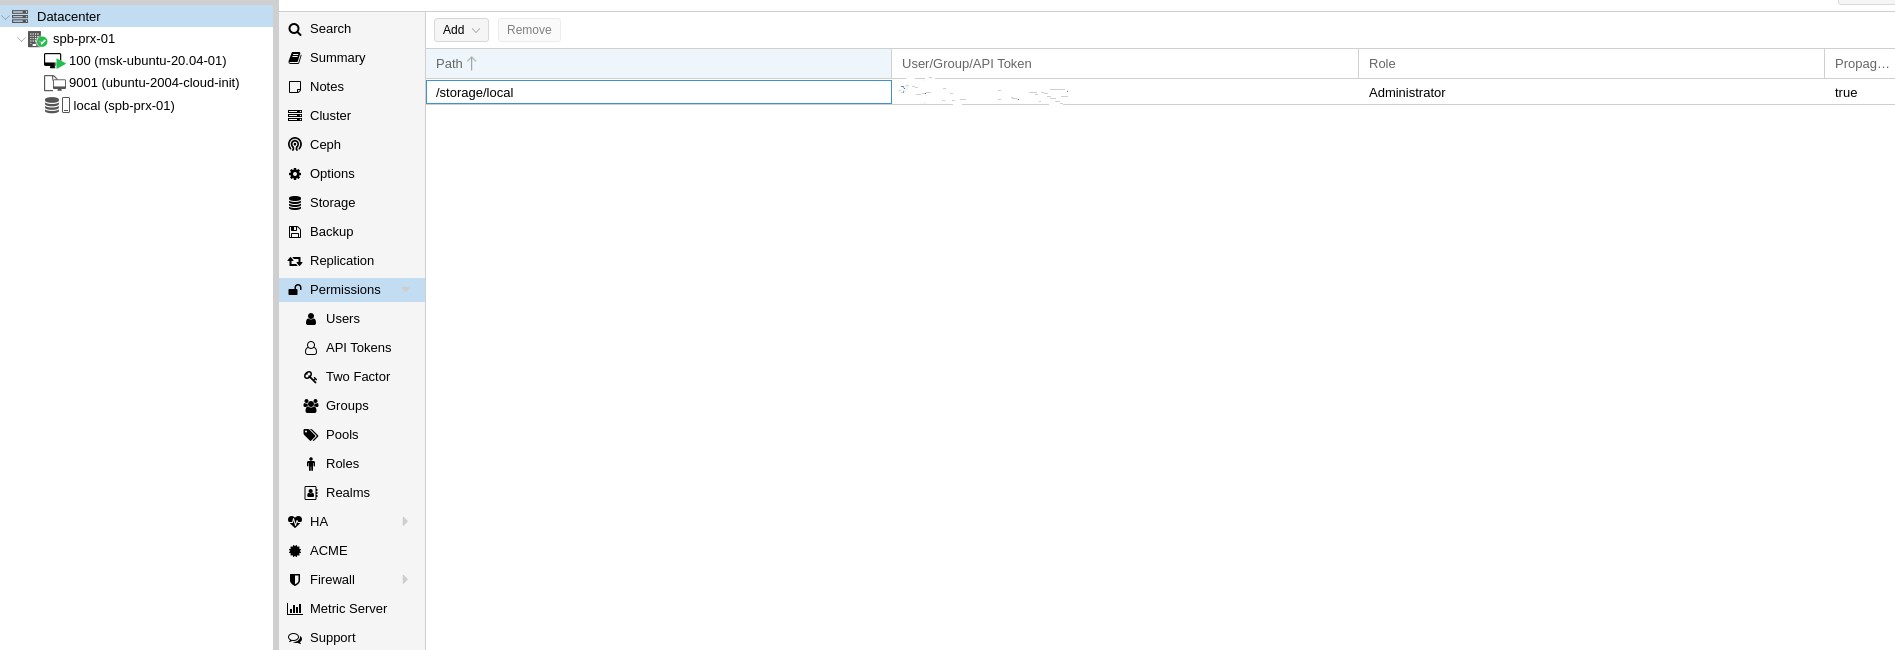 Datacenter
spb-prx-01
100 (msk-ubuntu-20.04-01)
9001 (ubuntu-2004-cloud-init)
local (spb-prx-01)
Search
Summary
Notes
Cluster
Ceph
Options
Storage
Backup
Replication
Permissions
Users
API Tokens
Two Factor
Groups
Pools
Roles
Realms
HA
ACME
Firewall
Metric Server
Support
Add
Remove
Path User/Group/API Token Role Propag...
/storage/local Administrator true